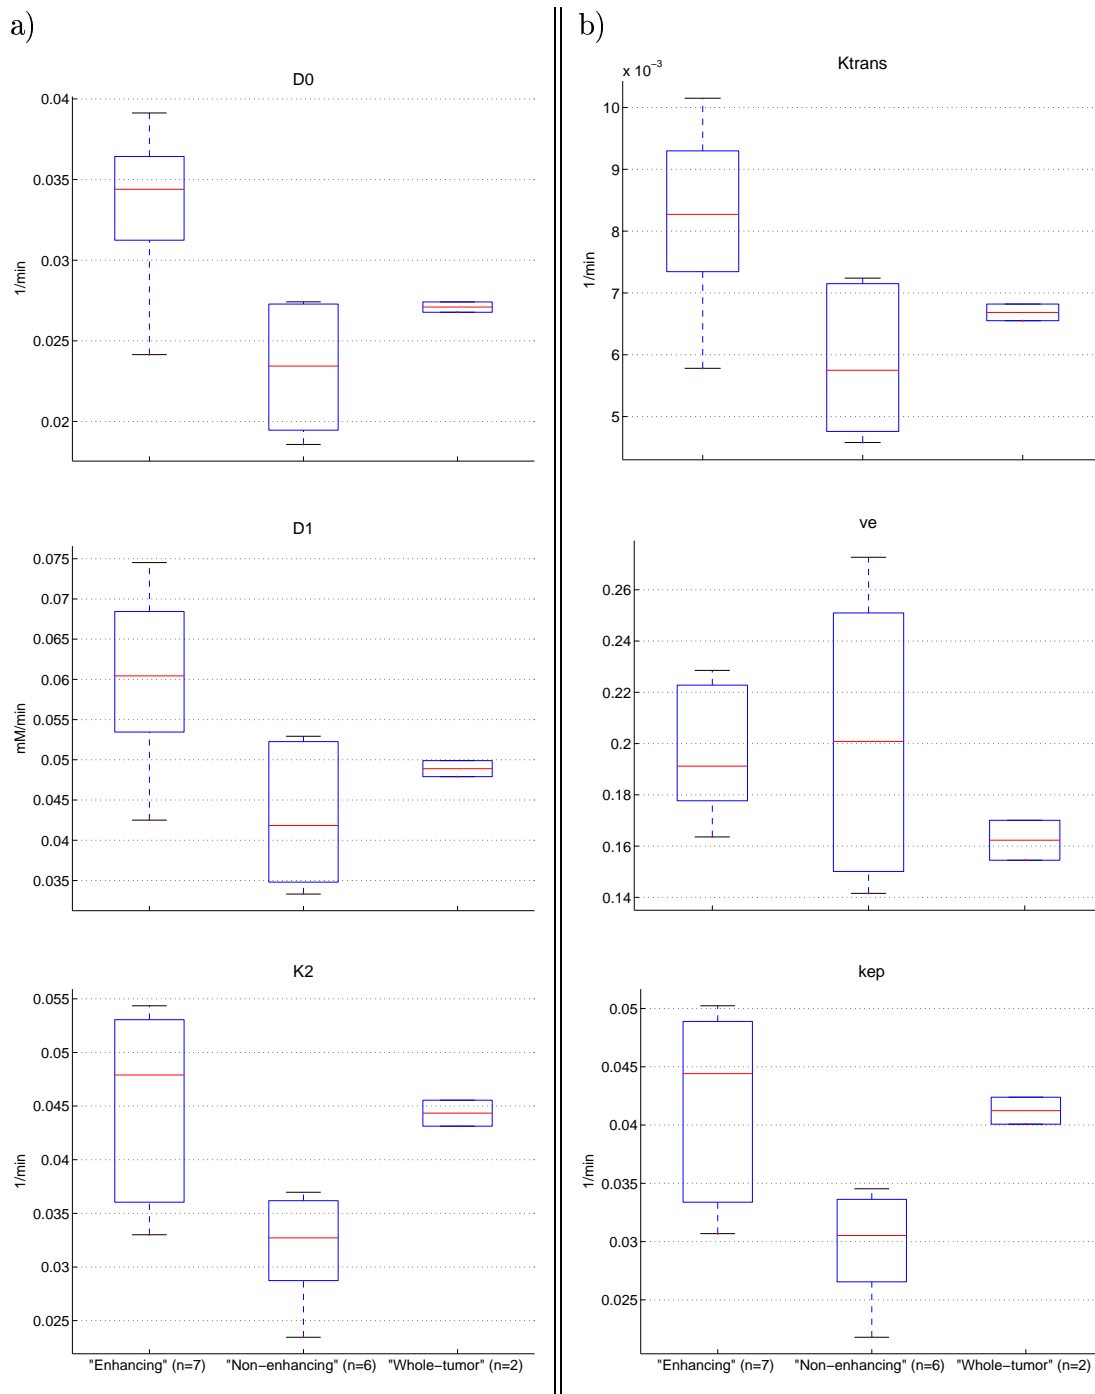 a)
D0
0.04
0.035
0.03
0.025
0.02
1/min
D1
0.075
0.07
0.065
0.06
0.055
0.05
0.045
0.04
0.035
mM/min
K2
0.055
0.05
0.045
0.04
0.035
0.03
0.025
1/min
"Enhancing" (n=7) "Non−enhancing" (n=6) "Whole−tumor" (n=2)
b)
Ktrans
x 10⁻³
10
9
8
7
6
5
1/min
ve
0.26
0.24
0.22
0.2
0.18
0.16
0.14
kep
0.05
0.045
0.04
0.035
0.03
0.025
1/min
"Enhancing" (n=7) "Non−enhancing" (n=6) "Whole−tumor" (n=2)